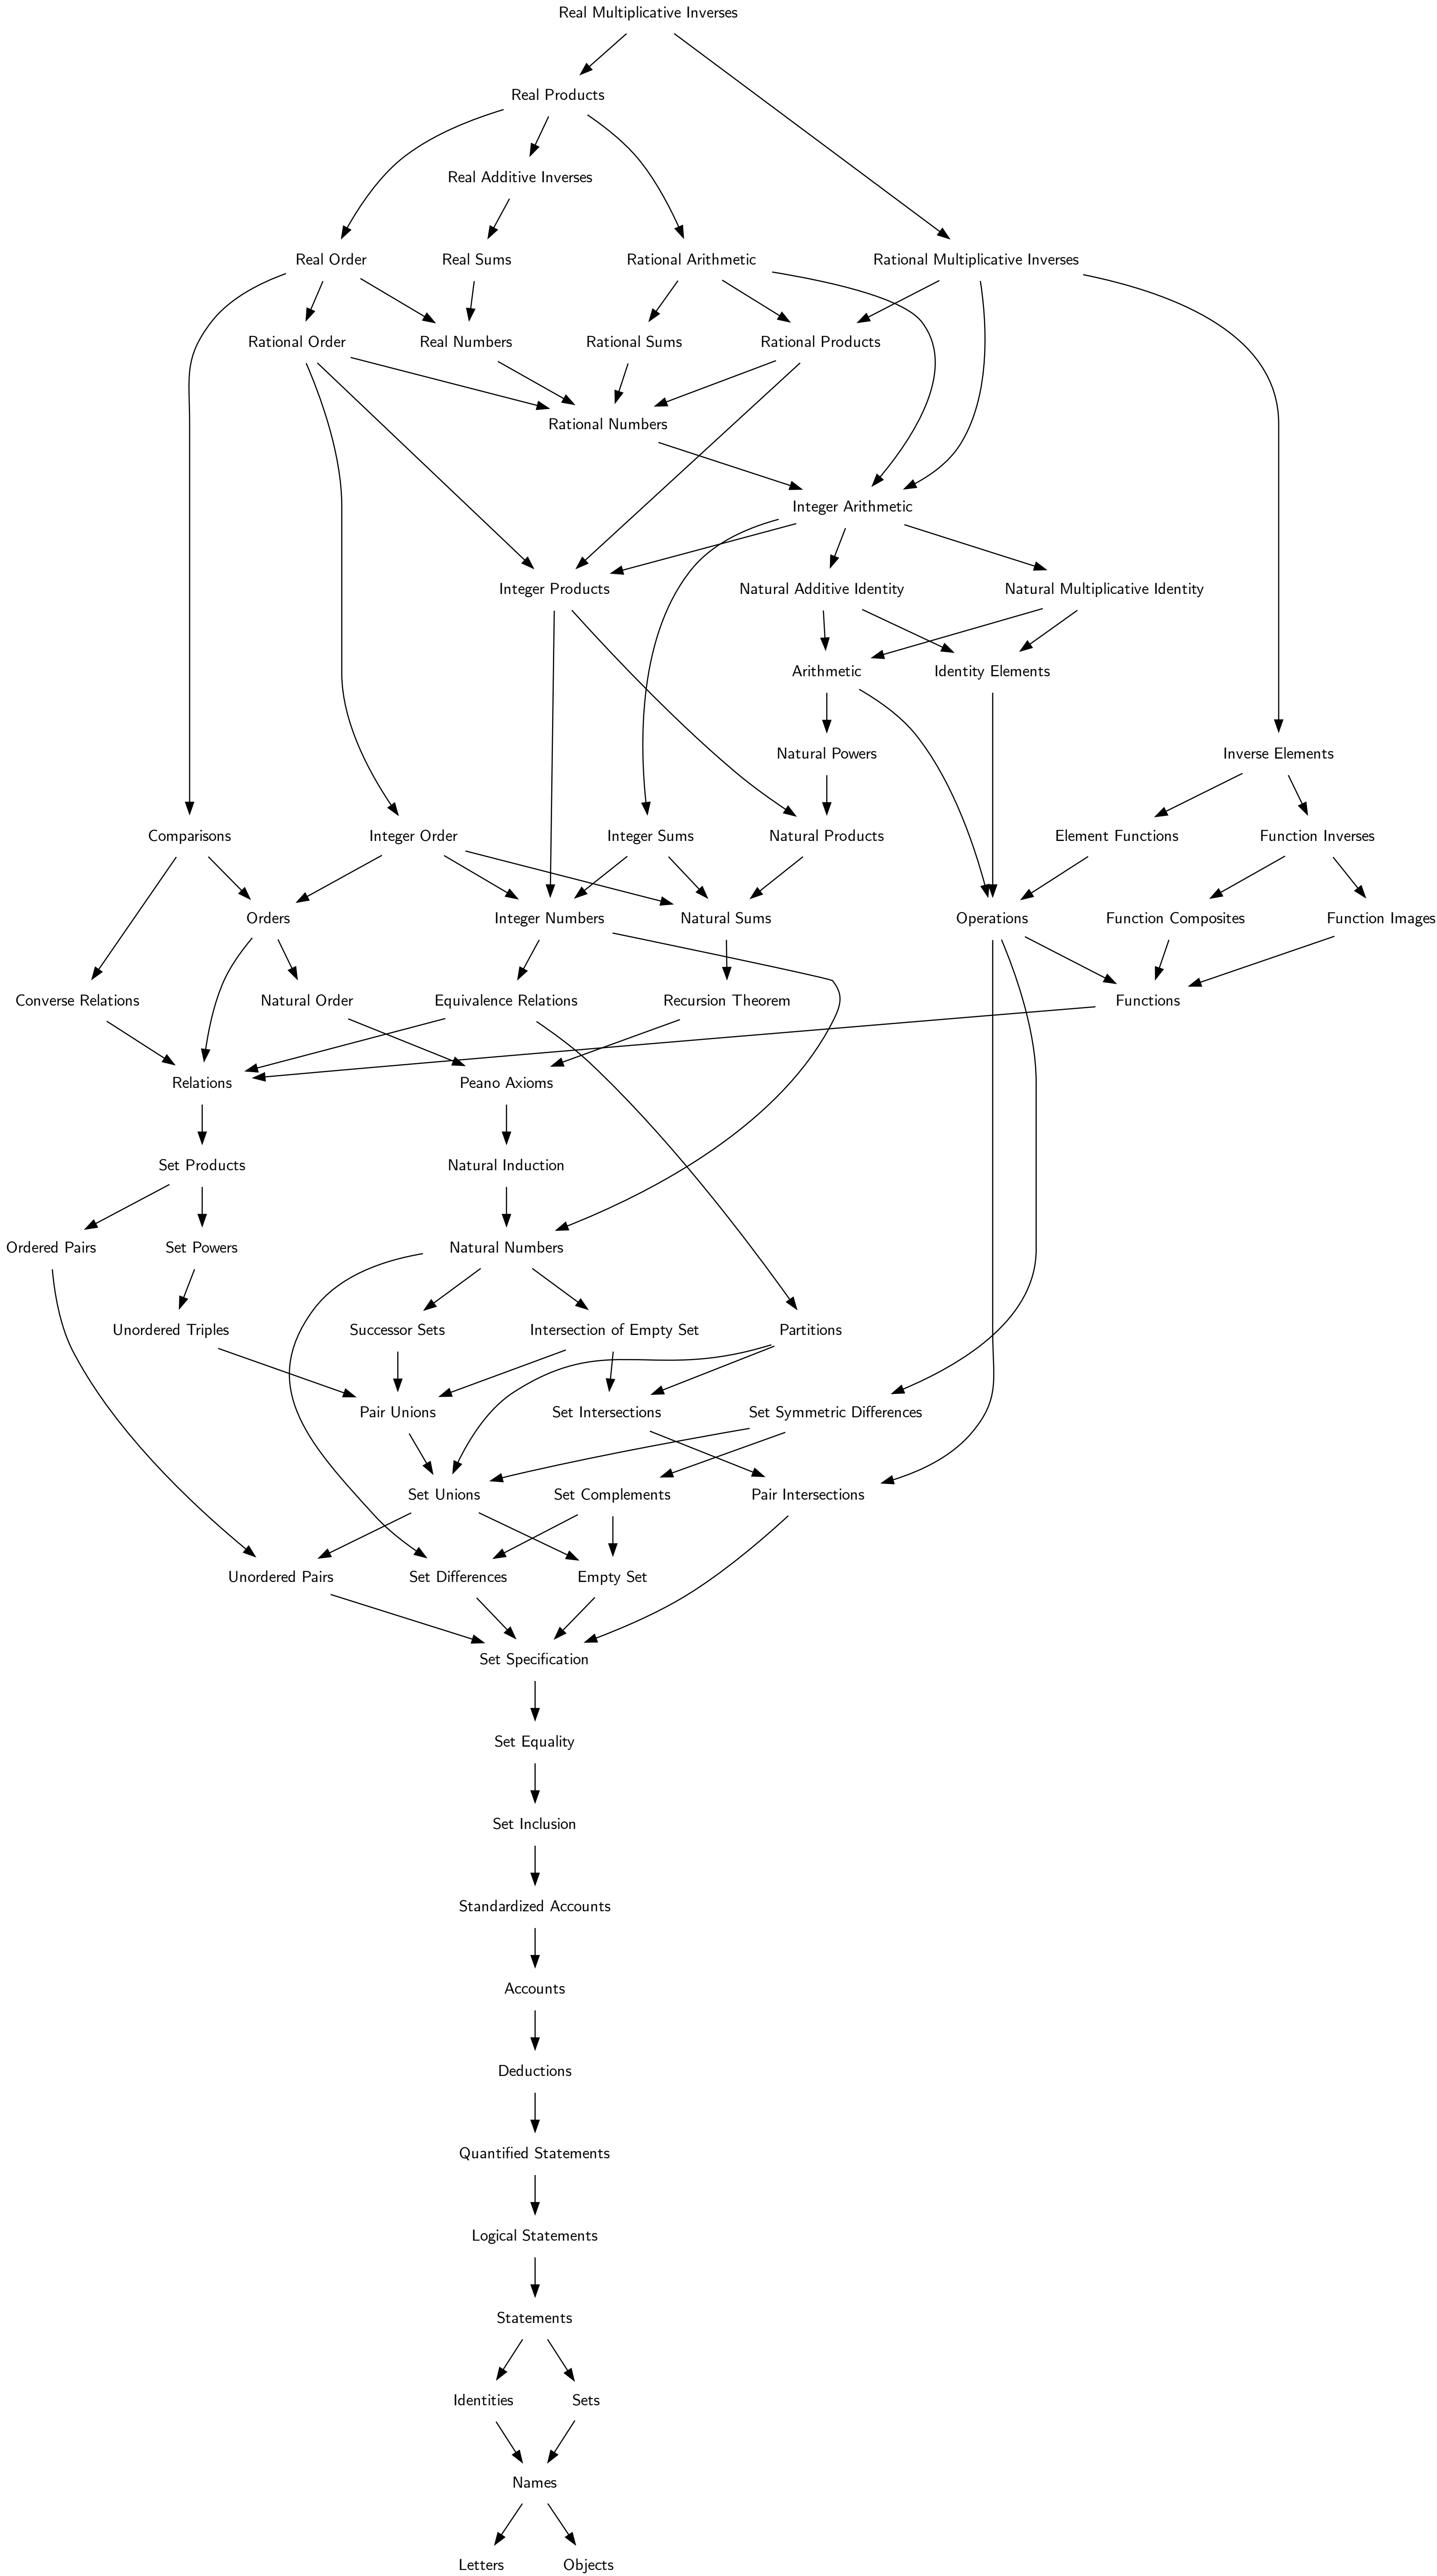 Real Multiplicative Inverses
Real Products
Real Additive Inverses
Real Order
Real Sums
Rational Arithmetic
Rational Multiplicative Inverses
Rational Order
Real Numbers
Rational Sums
Rational Products
Rational Numbers
Integer Arithmetic
Integer Products
Natural Additive Identity
Natural Multiplicative Identity
Arithmetic
Identity Elements
Natural Powers
Inverse Elements
Comparisons
Integer Order
Integer Sums
Natural Products
Element Functions
Function Inverses
Orders
Integer Numbers
Natural Sums
Operations
Function Composites
Function Images
Converse Relations
Natural Order
Equivalence Relations
Recursion Theorem
Functions
Relations
Peano Axioms
Set Products
Natural Induction
Ordered Pairs
Set Powers
Natural Numbers
Unordered Triples
Successor Sets
Intersection of Empty Set
Partitions
Pair Unions
Set Intersections
Set Symmetric Differences
Set Unions
Set Complements
Pair Intersections
Unordered Pairs
Set Differences
Empty Set
Set Specification
Set Equality
Set Inclusion
Standardized Accounts
Accounts
Deductions
Quantified Statements
Logical Statements
Statements
Identities
Sets
Names
Letters
Objects